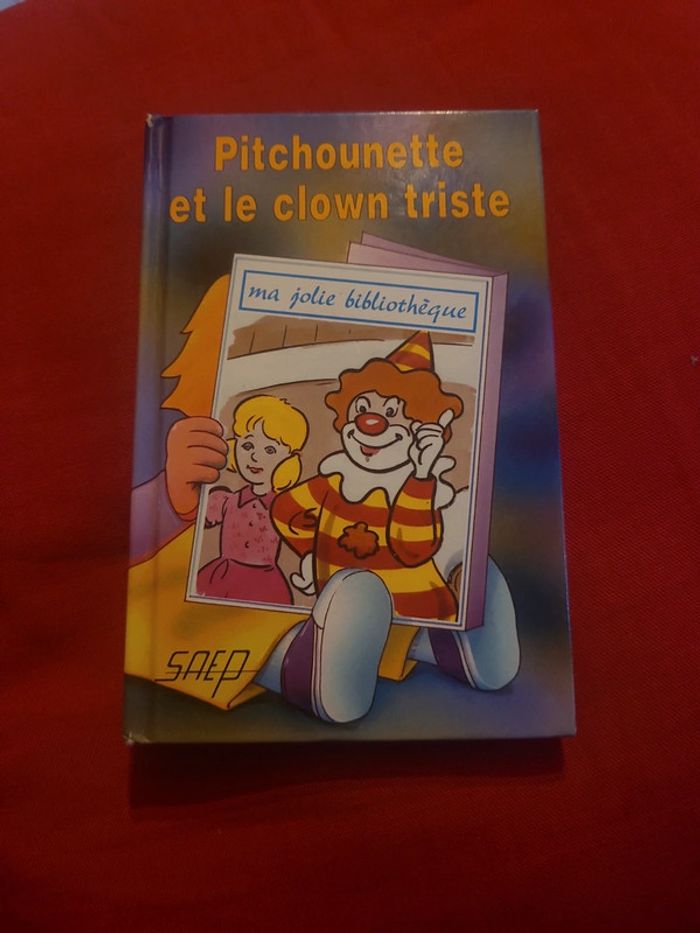 Pitchounette
et le clown triste
ma jolie bibliothèque
SAEP